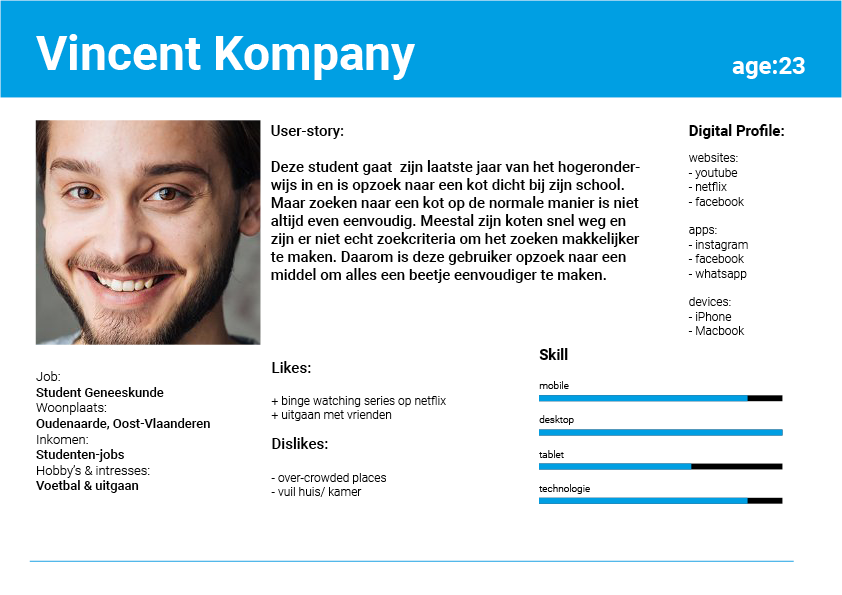 Vincent Kompany
age:23
User-story:
Deze student gaat  zijn laatste jaar van het hogeronder-
wijs in en is opzoek naar een kot dicht bij zijn school.
Maar zoeken naar een kot op de normale manier is niet
altijd even eenvoudig. Meestal zijn koten snel weg en
zijn er niet echt zoekcriteria om het zoeken makkelijker
te maken. Daarom is deze gebruiker opzoek naar een
middel om alles een beetje eenvoudiger te maken.
Digital Profile:
websites:
- youtube
- netflix
- facebook
apps:
- instagram
- facebook
- whatsapp
devices:
- iPhone
- Macbook
Job:
Student Geneeskunde
Woonplaats:
Oudenaarde, Oost-Vlaanderen
Inkomen:
Studenten-jobs
Hobby's & intresses:
Voetbal & uitgaan
Likes:
+ binge watching series op netflix
+ uitgaan met vrienden
Dislikes:
- over-crowded places
- vuil huis/ kamer
Skill
mobile
desktop
tablet
technologie